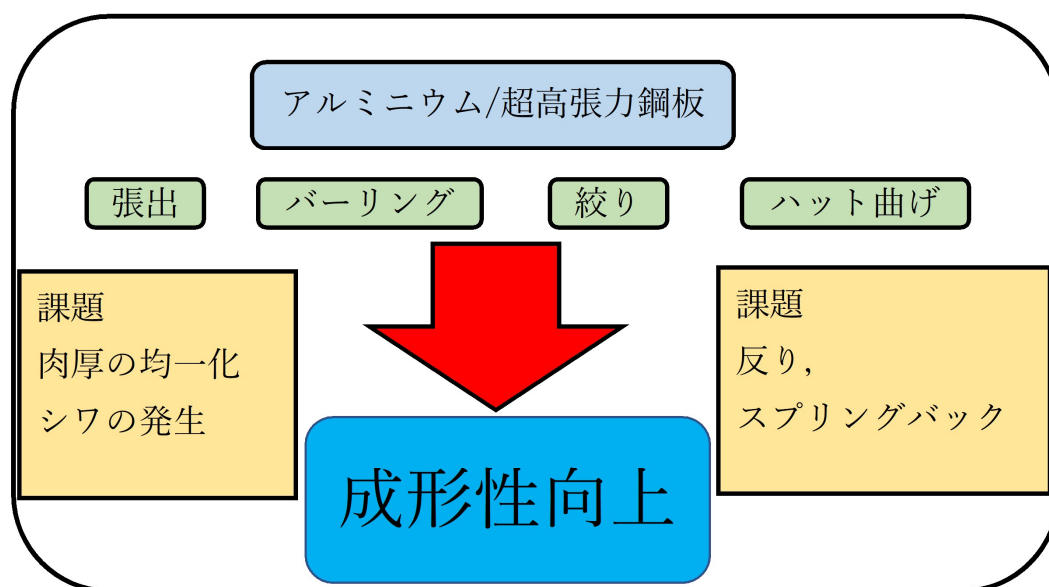 アルミニウム/超高張力鋼板
張出
バーリング
絞り
ハット曲げ
課題
肉厚の均一化
シワの発生
課題
反り,
スプリングバック
成形性向上